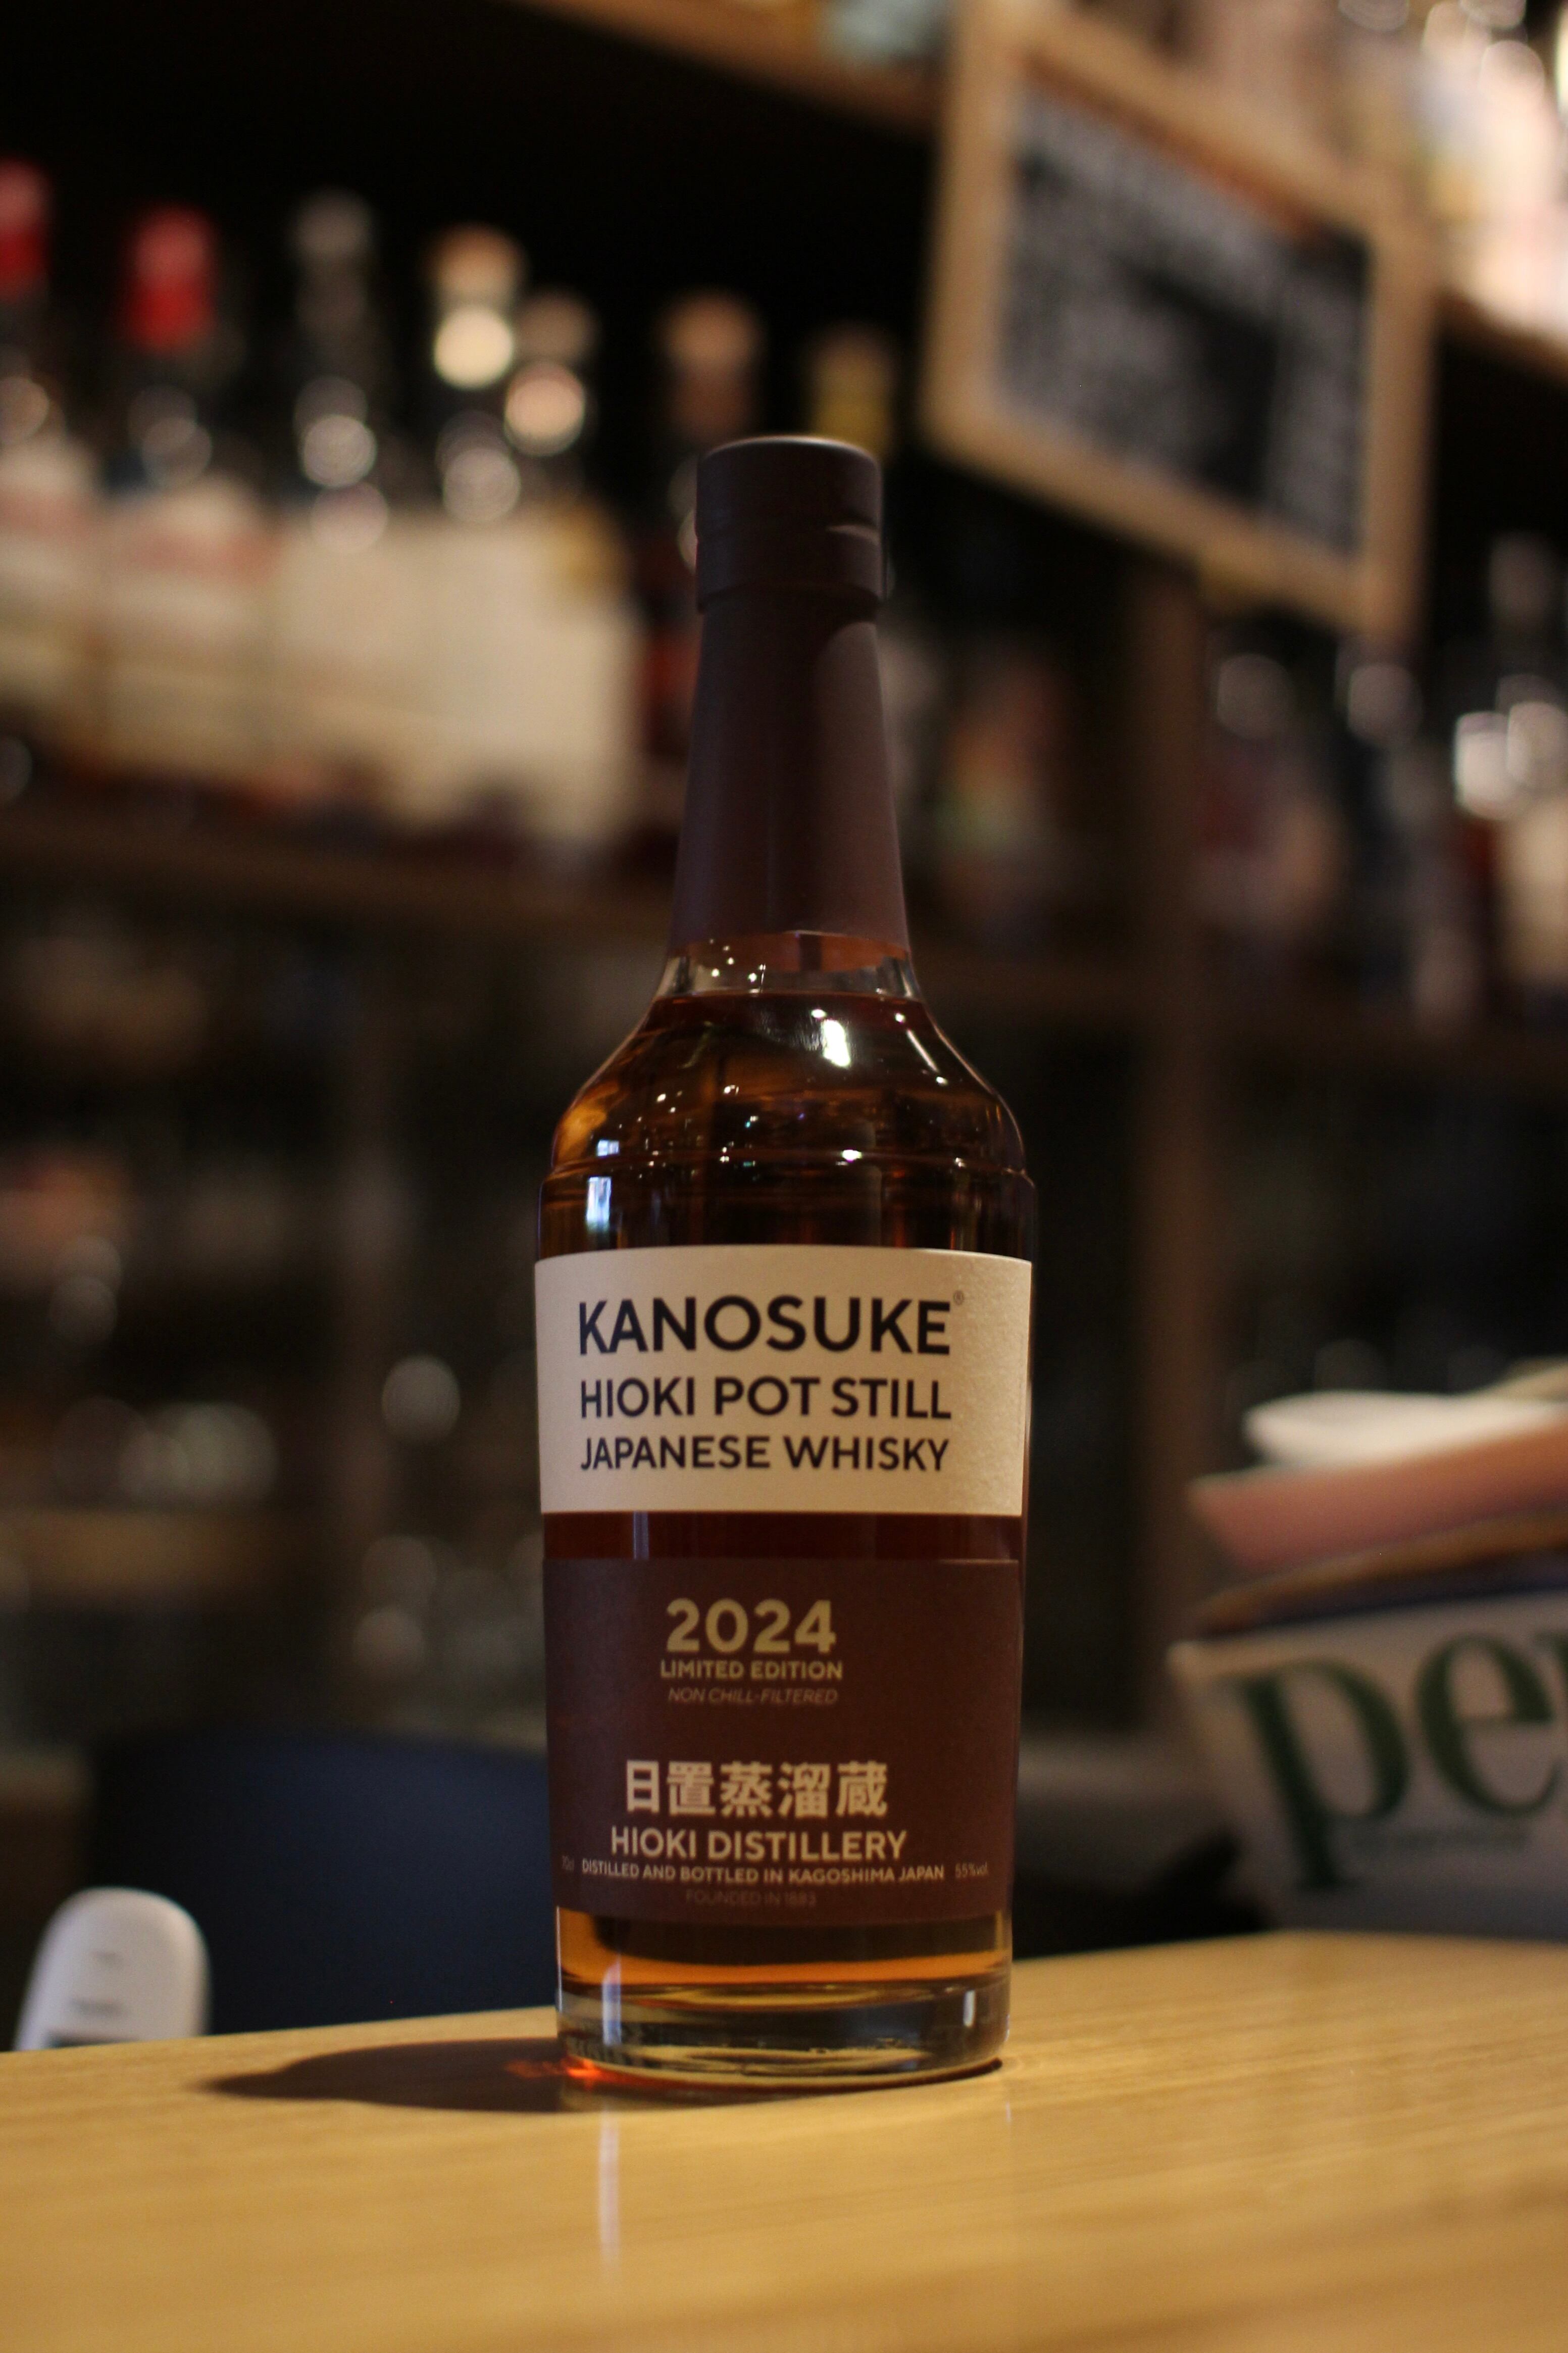 KANOSUKE®
HIOKI POT STILL
JAPANESE WHISKY
2024
LIMITED EDITION
NON CHILL-FILTERED
日置蒸溜蔵
HIOKI DISTILLERY
70cl DISTILLED AND BOTTLED IN KAGOSHIMA JAPAN 55%vol
FOUNDED IN 1883
pe